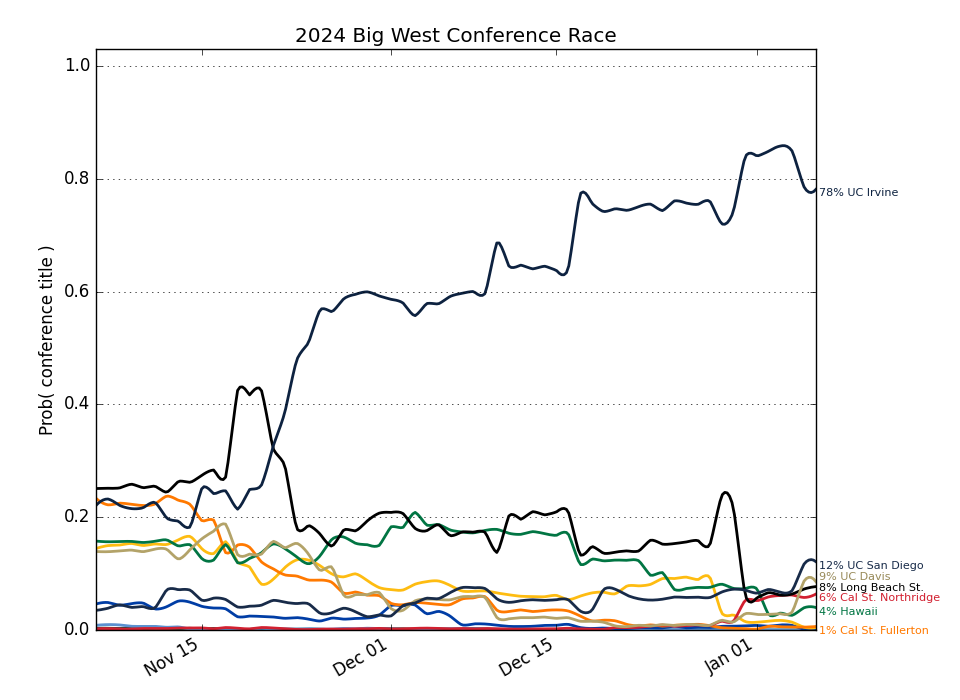 2024 Big West Conference Race
Prob( conference title )
1.0
0.8
0.6
0.4
0.2
0.0
Nov 15
Dec 01
Dec 15
Jan 01
78% UC Irvine
12% UC San Diego
9% UC Davis
8% Long Beach St.
6% Cal St. Northridge
4% Hawaii
1% Cal St. Fullerton